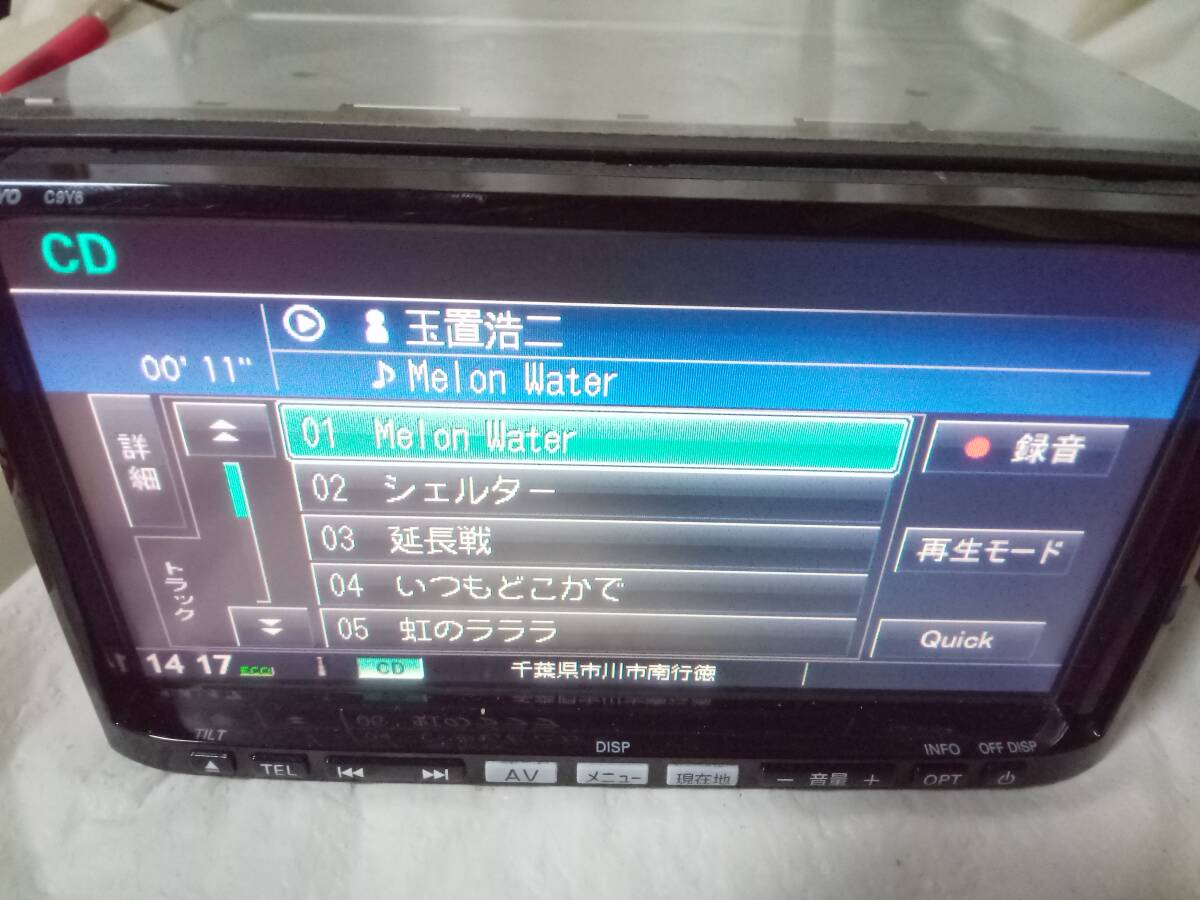 YO C9Y6
CD
玉置浩二
00' 11"
Melon Water
詳細
01 Melon Water
録音
02 シェルター
03 延長戦
再生モード
トラック
04 いつもどこかで
05 虹のラララ
Quick
14 17 ECO
CD
千葉県市川市南行徳
TILT
DISP
INFO
OFF DISP
TEL
AV
メニュー
現在地
− 音量 +
OPT